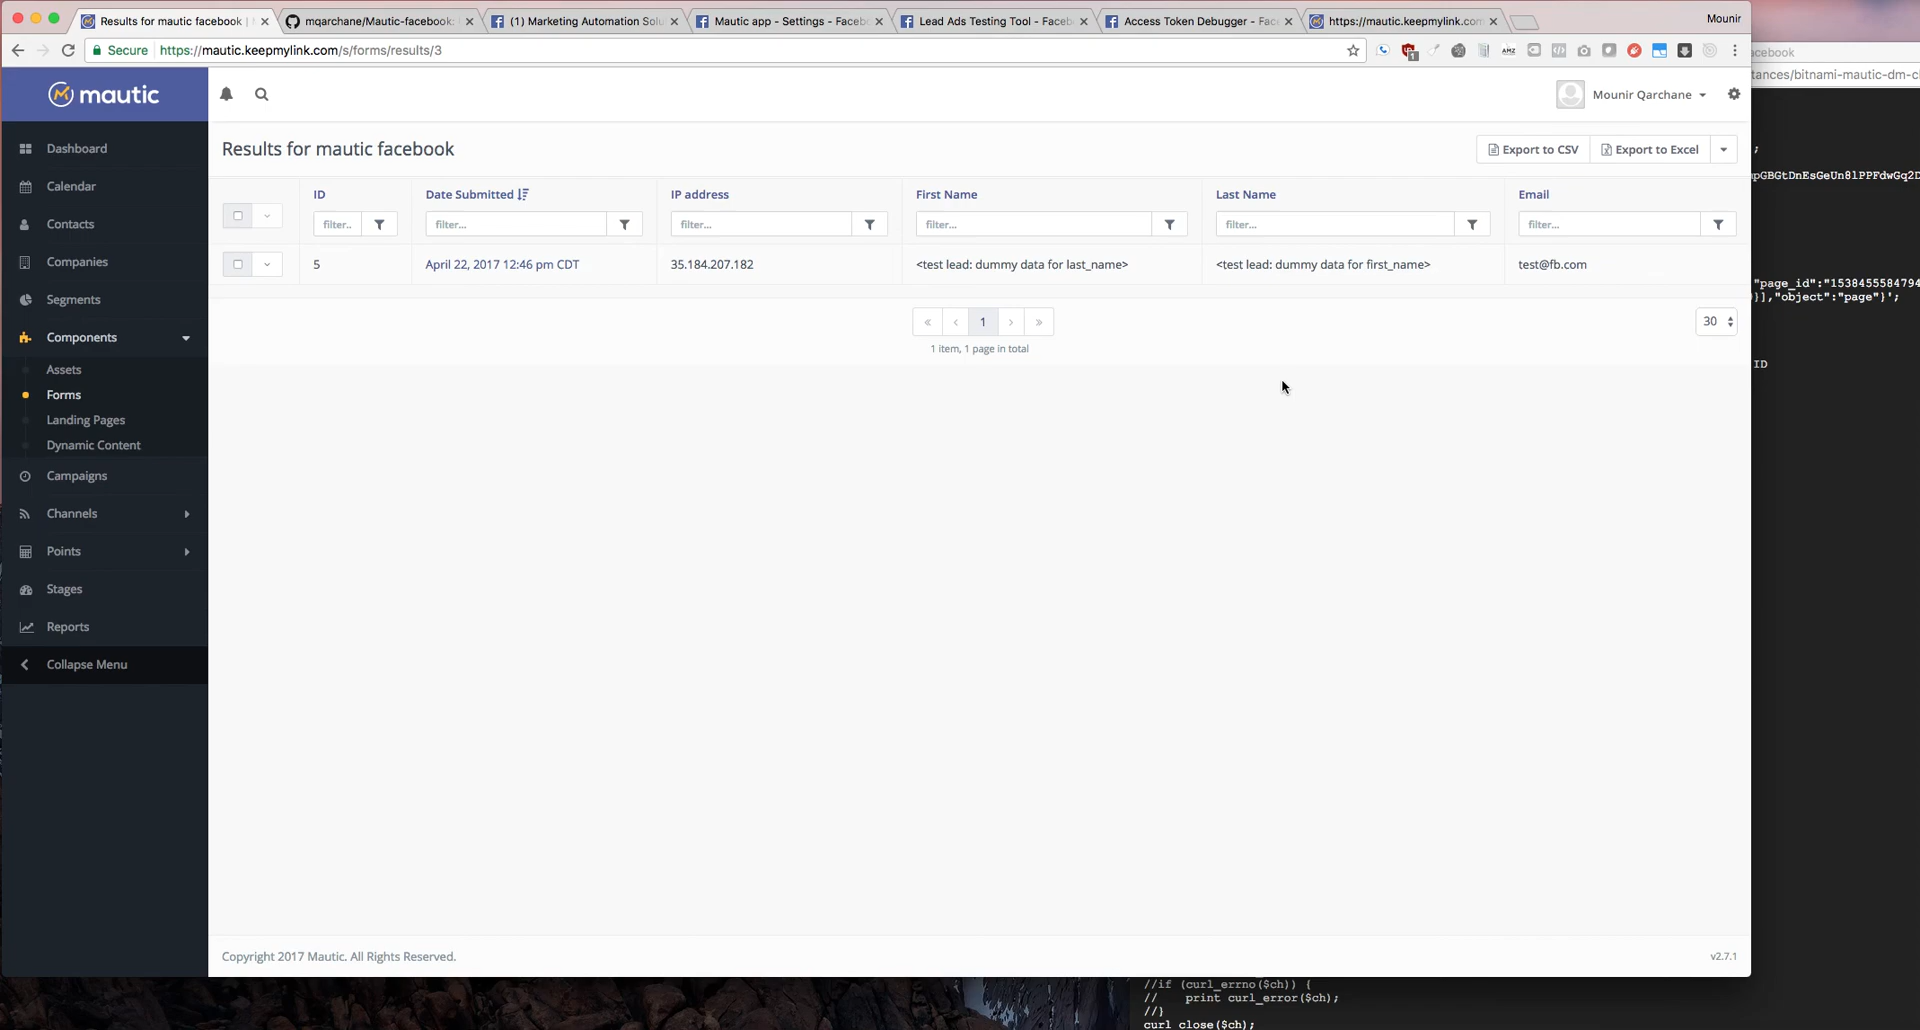 Results for mautic facebook |
mqarchane/Mautic-facebook:
(1) Marketing Automation Solu
Mautic app - Settings - Faceb
Lead Ads Testing Tool - Faceb
Access Token Debugger - Fac
https://mautic.keepmylink.com
Mounir
Secure
https://mautic.keepmylink.com/s/forms/results/3
acebook
tances/bitnami-mautic-dm-cl
mautic
Mounir Qarchane
Results for mautic facebook
Export to CSV
Export to Excel
;
Dashboard
Calendar
Contacts
Companies
Segments
Components
Assets
Forms
Landing Pages
Dynamic Content
Campaigns
Channels
Points
Stages
Reports
Collapse Menu
ID
Date Submitted
IP address
First Name
Last Name
Email
filter..
filter...
filter...
filter...
filter...
filter...
5
April 22, 2017 12:46 pm CDT
35.184.207.182
<test lead: dummy data for last_name>
<test lead: dummy data for first_name>
test@fb.com
« ‹ 1 › »
1 item, 1 page in total
30
pGBGtDnEsGeUn8lPPFdwGq2D
"page_id":"1538455584794
)}],"object":"page"}';
ID
Copyright 2017 Mautic. All Rights Reserved.
v2.7.1
//if (curl_errno($ch)) {
// print curl_error($ch);
//}
curl_close($ch);